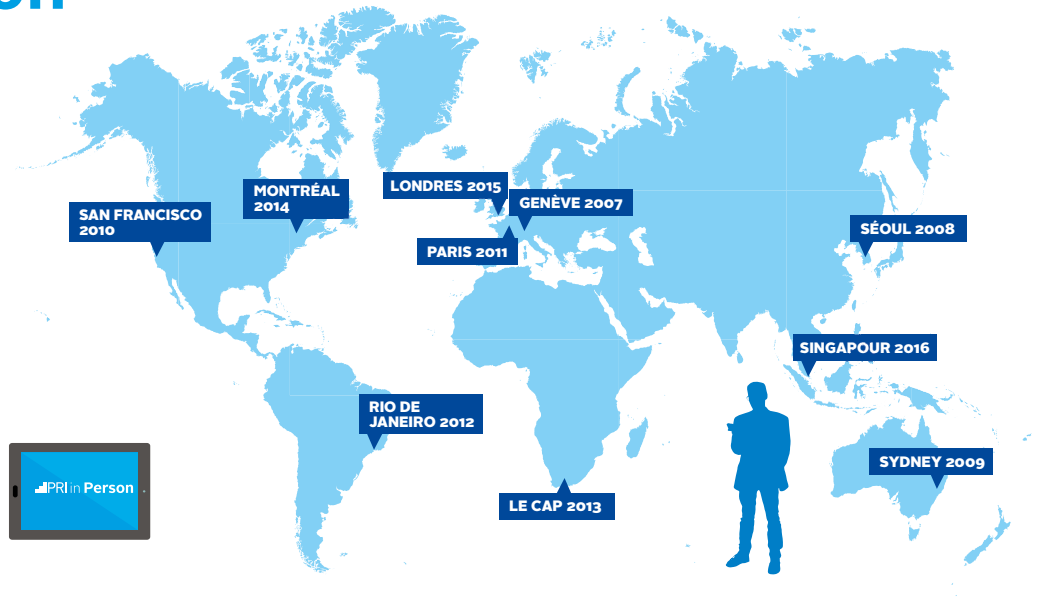 on
LONDRES 2015
MONTRÉAL
2014
GENÈVE 2007
SAN FRANCISCO
2010
SÉOUL 2008
PARIS 2011
SINGAPOUR 2016
RIO DE
JANEIRO 2012
SYDNEY 2009
PRI in Person
LE CAP 2013